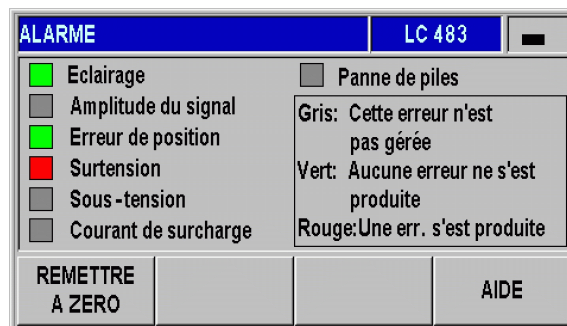 ALARME
LC 483
Eclairage
Amplitude du signal
Erreur de position
Surtension
Sous-tension
Courant de surcharge
Panne de piles
Gris: Cette erreur n'est
pas gérée
Vert: Aucune erreur ne s'est
produite
Rouge:Une err. s'est produite
REMETTRE
A ZERO
AIDE